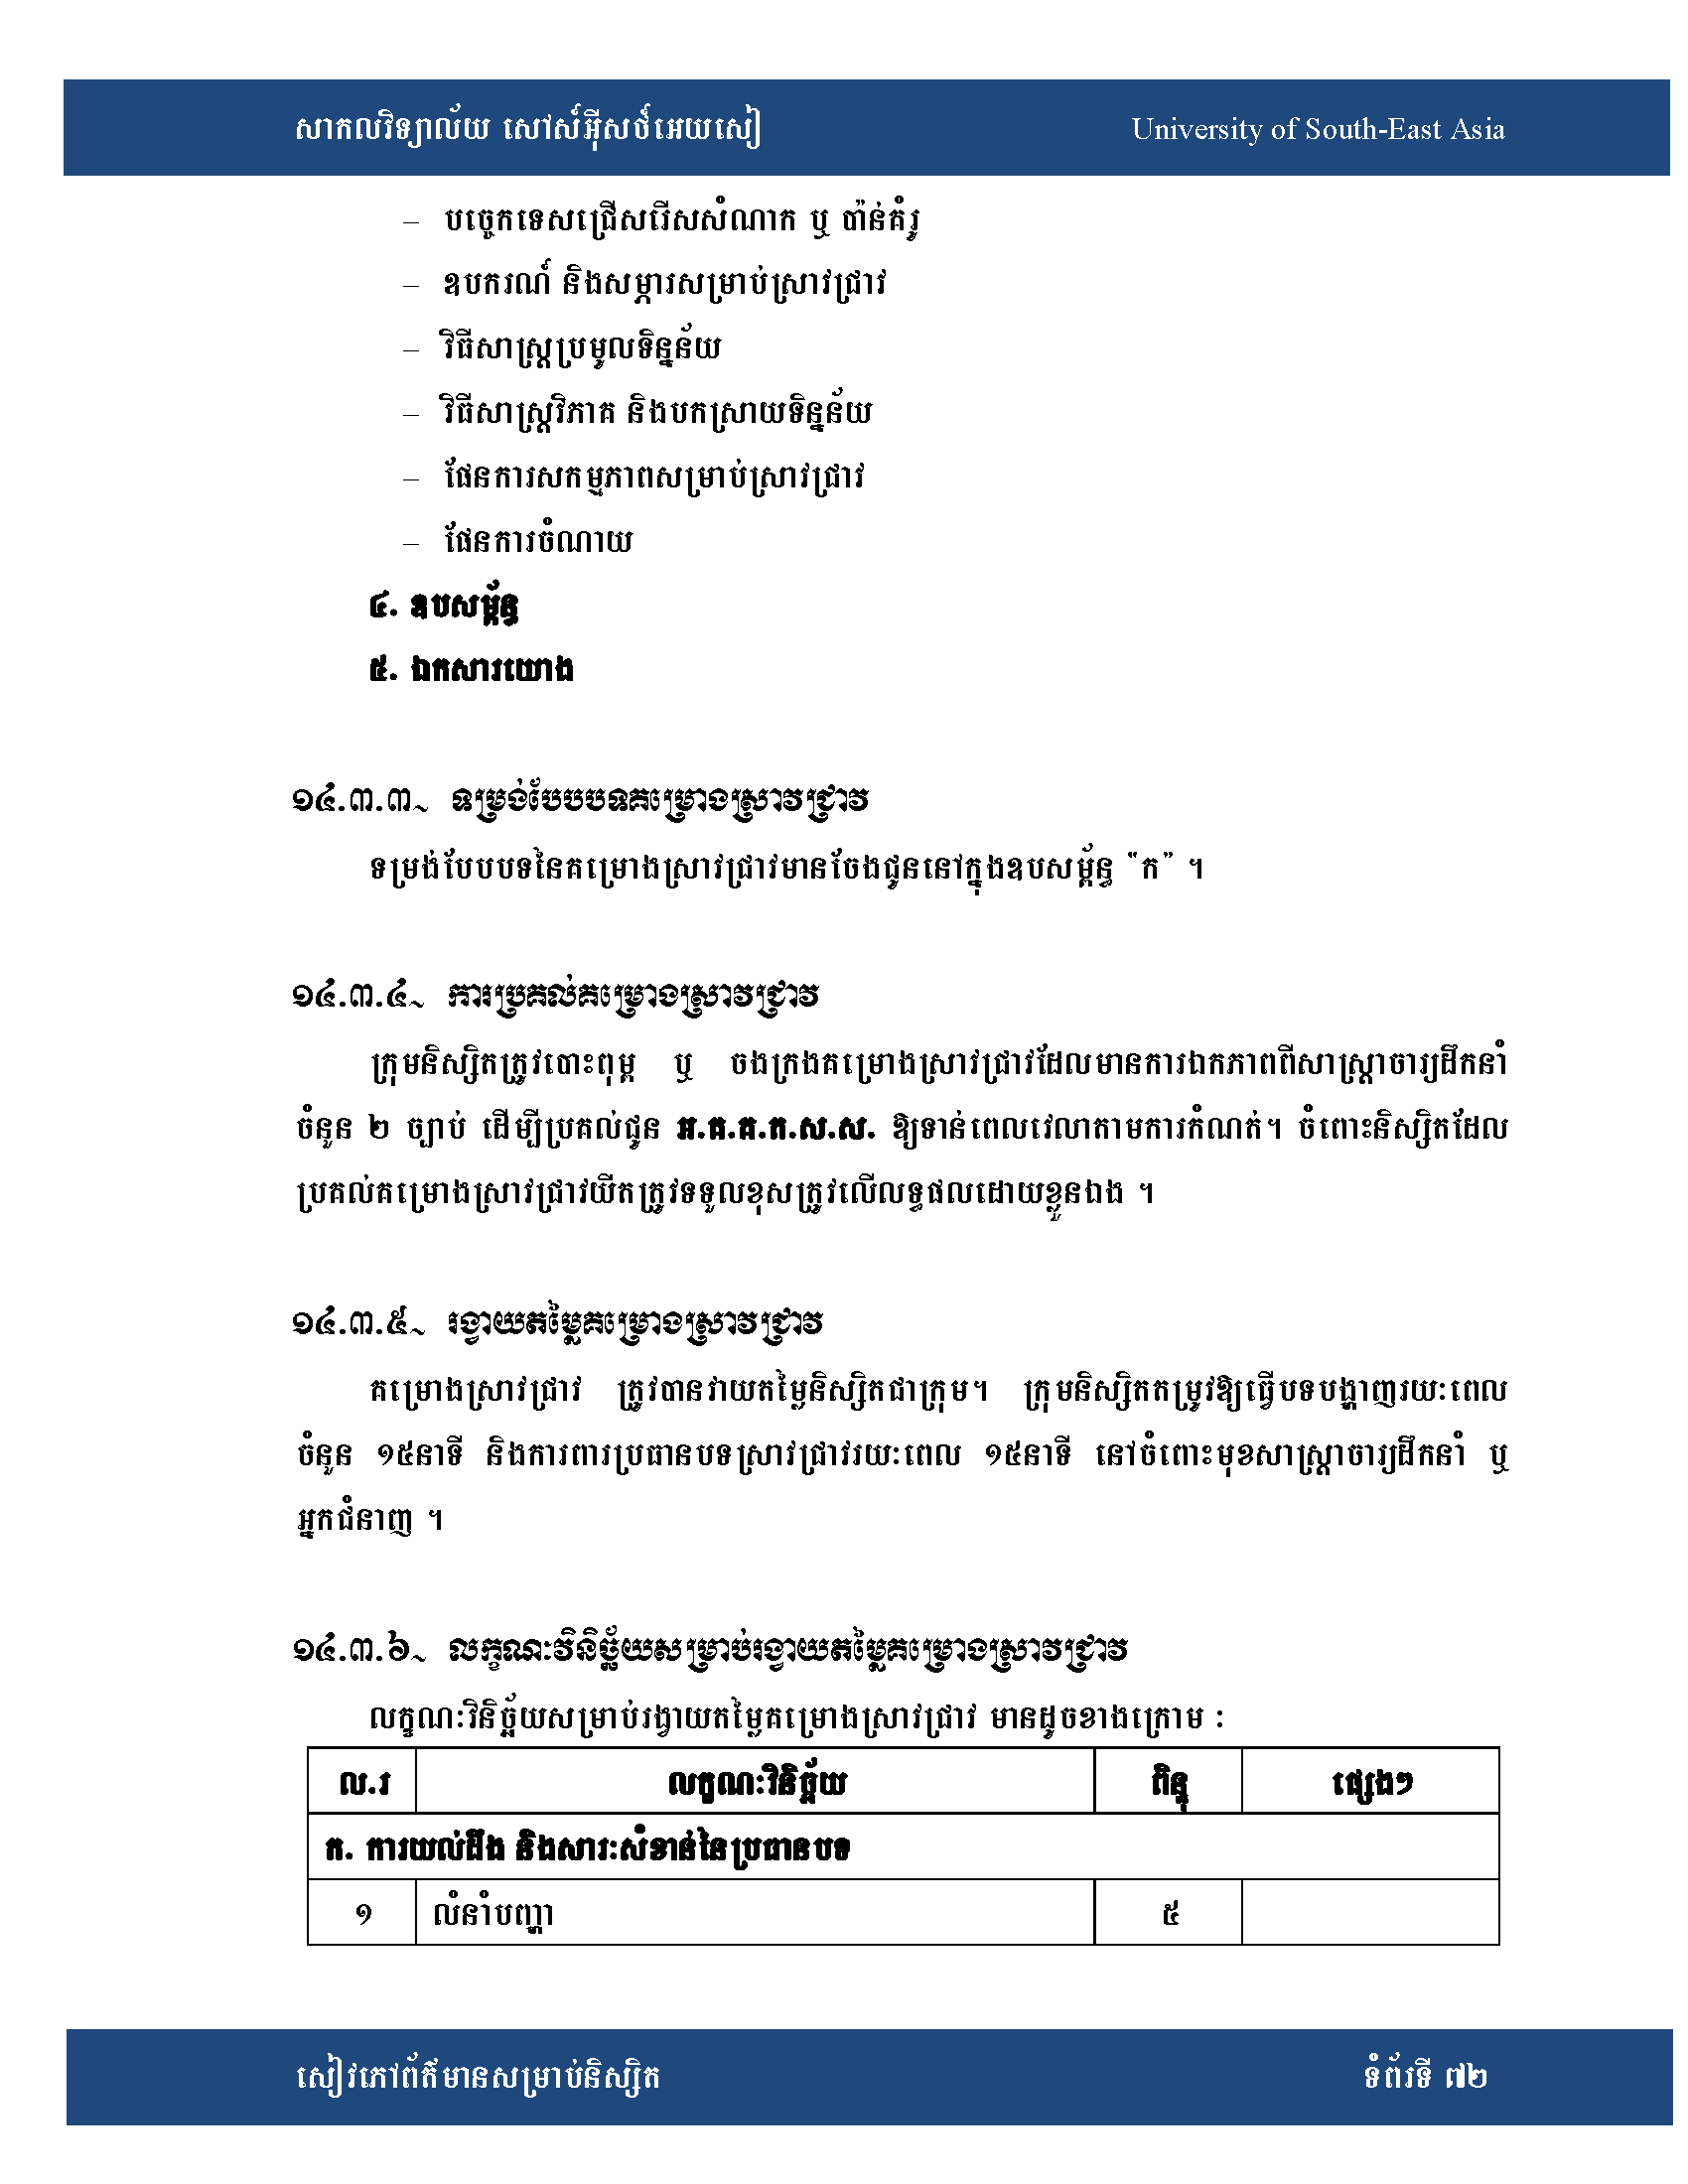 សាកលវិទ្យាល័យ សៅស៍អ៊ីសថ៍អេយសៀ University of South-East Asia
– បច្ចេកទេសជ្រើសរើសសំណាក ឬ ប៉ាន់គំរូ
– ឧបករណ៍ និងសម្ភារសម្រាប់ស្រាវជ្រាវ
– វិធីសាស្ត្រប្រមូលទិន្នន័យ
– វិធីសាស្ត្រវិភាគ និងបកស្រាយទិន្នន័យ
– ផែនការសកម្មភាពសម្រាប់ស្រាវជ្រាវ
– ផែនការចំណាយ
៤. ឧបសម្ព័ន្ធ
៥. ឯកសារយោង
១៤.៣.៣~ ទម្រង់បែបបទគម្រោងស្រាវជ្រាវ
ទម្រង់បែបបទនៃគម្រោងស្រាវជ្រាវមានចែងជូននៅក្នុងឧបសម្ព័ន្ធ “ក” ។
១៤.៣.៤~ ការប្រគល់គម្រោងស្រាវជ្រាវ
ក្រុមនិស្សិតត្រូវបោះពុម្ព ឬ ចងក្រងគម្រោងស្រាវជ្រាវដែលមានការឯកភាពពីសាស្ត្រាចារ្យដឹកនាំ
ចំនួន ២ ច្បាប់ ដើម្បីប្រគល់ជូន អ.គ.គ.ត.ស.ស. ឱ្យទាន់ពេលវេលាតាមការកំណត់។ ចំពោះនិស្សិតដែល
ប្រគល់គម្រោងស្រាវជ្រាវយឺតត្រូវទទួលខុសត្រូវលើលទ្ធផលដោយខ្លួនឯង ។
១៤.៣.៥~ រង្វាយតម្លៃគម្រោងស្រាវជ្រាវ
គម្រោងស្រាវជ្រាវ ត្រូវបានវាយតម្លៃនិស្សិតជាក្រុម។ ក្រុមនិស្សិតតម្រូវឱ្យធ្វើបទបង្ហាញរយៈពេល
ចំនួន ១៥នាទី និងការពារប្រធានបទស្រាវជ្រាវរយៈពេល ១៥នាទី នៅចំពោះមុខសាស្ត្រាចារ្យដឹកនាំ ឬ
អ្នកជំនាញ ។
១៤.៣.៦~ លក្ខណៈវិនិច្ឆ័យសម្រាប់រង្វាយតម្លៃគម្រោងស្រាវជ្រាវ
លក្ខណៈវិនិច្ឆ័យសម្រាប់រង្វាយតម្លៃគម្រោងស្រាវជ្រាវ មានដូចខាងក្រោម ៖
ល.រ លក្ខណៈវិនិច្ឆ័យ ពិន្ទុ ផ្សេងៗ
ក. ការយល់ដឹង និងសារៈសំខាន់នៃប្រធានបទ
១ លំនាំបញ្ហា ៥
សៀវភៅព័ត៌មានសម្រាប់និស្សិត ទំព័រទី ៧២